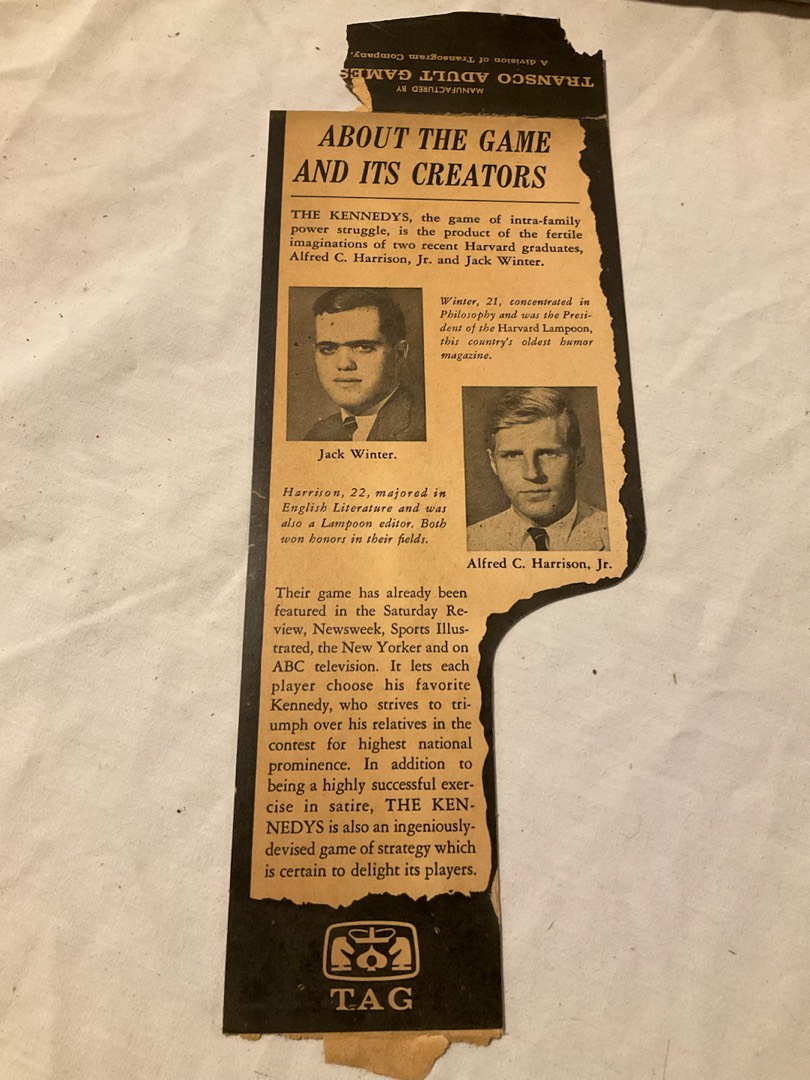 A division of Transogram Company.
TRANSCO ADULT GAMES
MANUFACTURED BY
ABOUT THE GAME
AND ITS CREATORS
THE KENNEDYS, the game of intra-family
power struggle, is the product of the fertile
imaginations of two recent Harvard graduates,
Alfred C. Harrison, Jr. and Jack Winter.
Winter, 21, concentrated in
Philosophy and was the Presi-
dent of the Harvard Lampoon,
this country's oldest humor
magazine.
Jack Winter.
Harrison, 22, majored in
English Literature and was
also a Lampoon editor. Both
won honors in their fields.
Alfred C. Harrison, Jr.
Their game has already been
featured in the Saturday Re-
view, Newsweek, Sports Illus-
trated, the New Yorker and on
ABC television. It lets each
player choose his favorite
Kennedy, who strives to tri-
umph over his relatives in the
contest for highest national
prominence. In addition to
being a highly successful exer-
cise in satire, THE KEN-
NEDYS is also an ingeniously-
devised game of strategy which
is certain to delight its players.
TAG